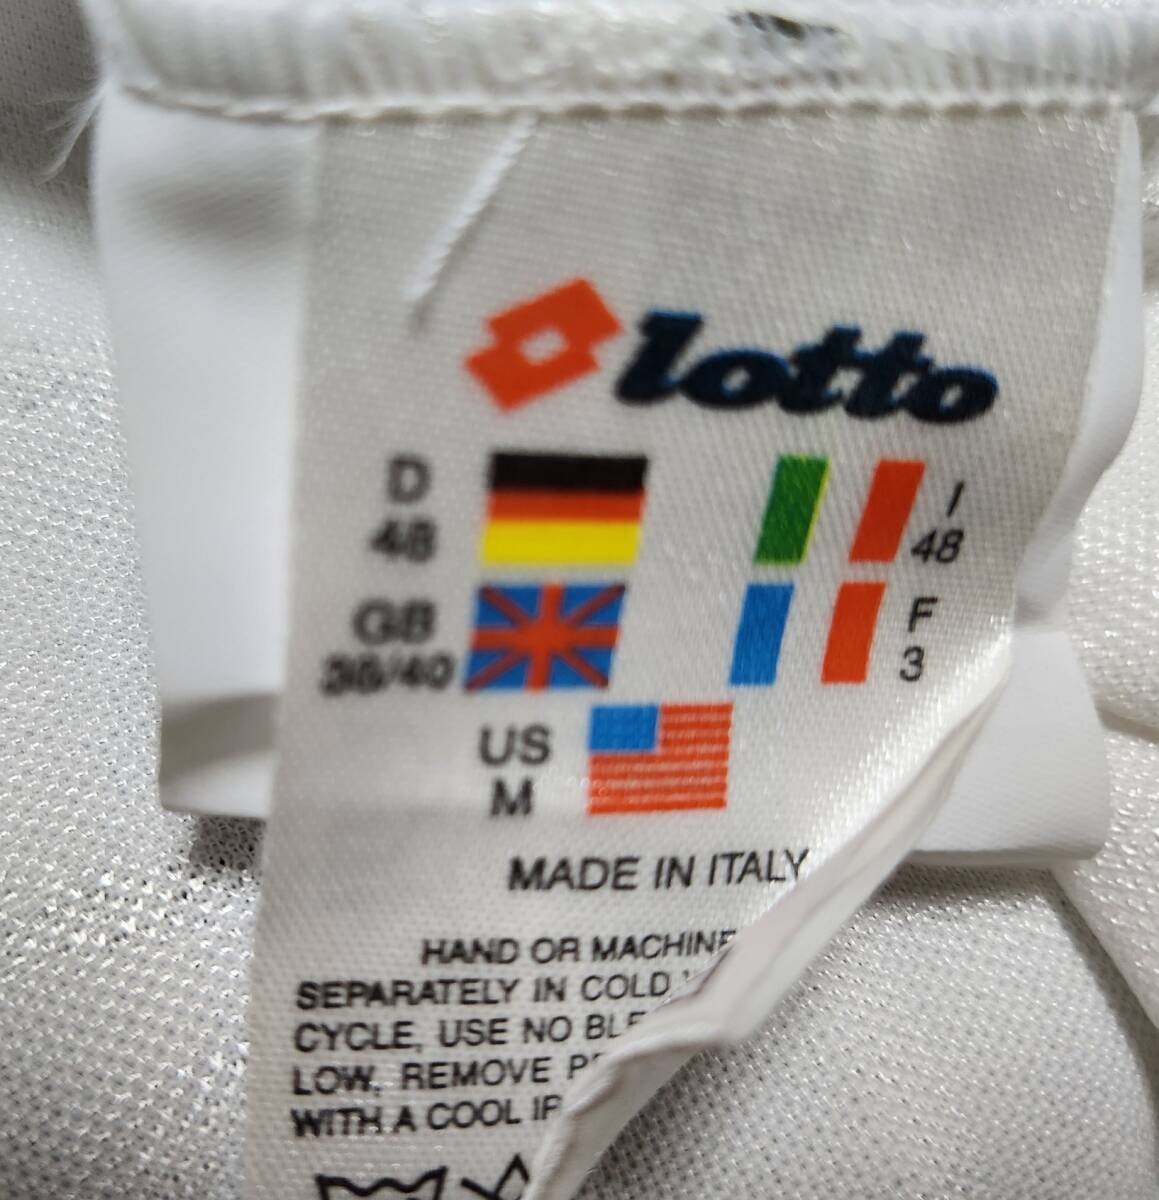 lotto
D
48
I
48
GB
38/40
F
3
US
M
MADE IN ITALY
HAND OR MACHINE
SEPARATELY IN COLD
CYCLE, USE NO
LOW, REMOVE
WITH A COOL